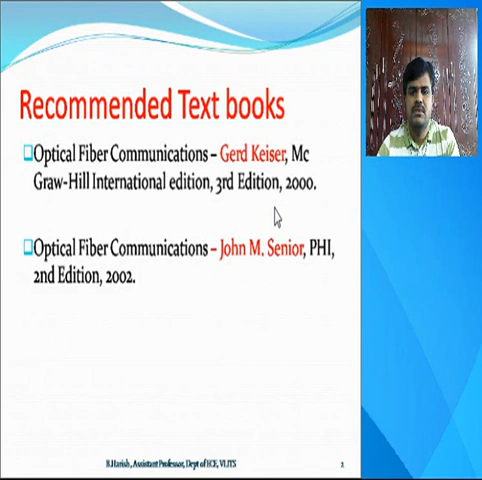 Recommended Text books
Optical Fiber Communications – Gerd Keiser, Mc
Graw-Hill International edition, 3rd Edition, 2000.
Optical Fiber Communications – John M. Senior, PHI,
2nd Edition, 2002.
B.Harish, Assistant Professor, Dept of ECE, VLITS
2